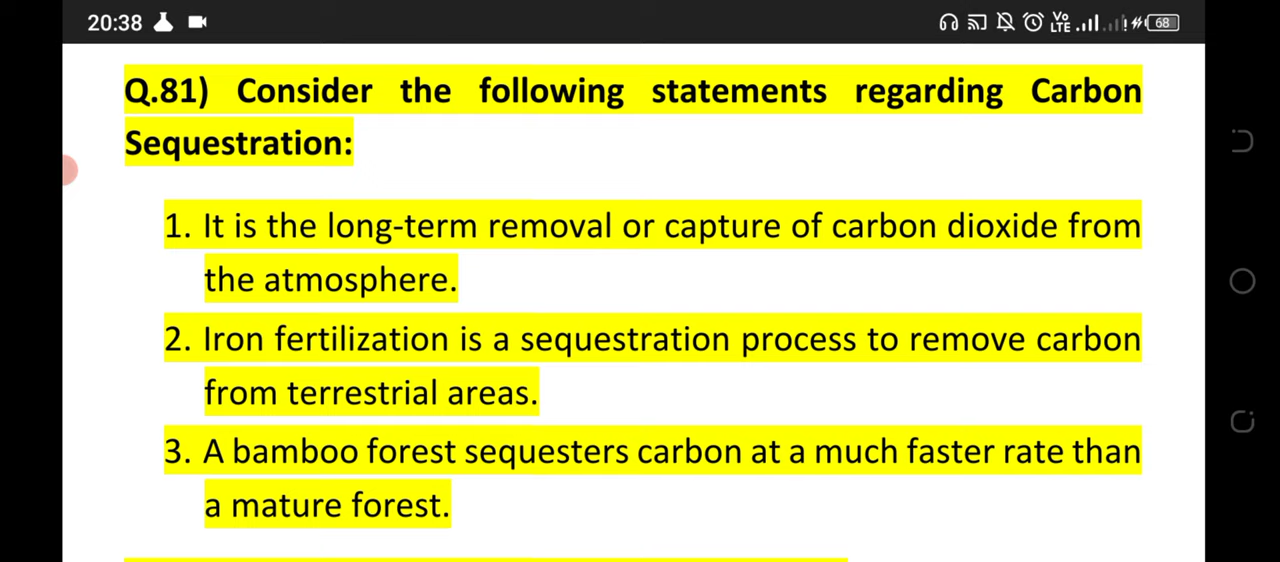 20:38
Vo LTE 68
Q.81) Consider the following statements regarding Carbon
Sequestration:
1. It is the long-term removal or capture of carbon dioxide from
the atmosphere.
2. Iron fertilization is a sequestration process to remove carbon
from terrestrial areas.
3. A bamboo forest sequesters carbon at a much faster rate than
a mature forest.